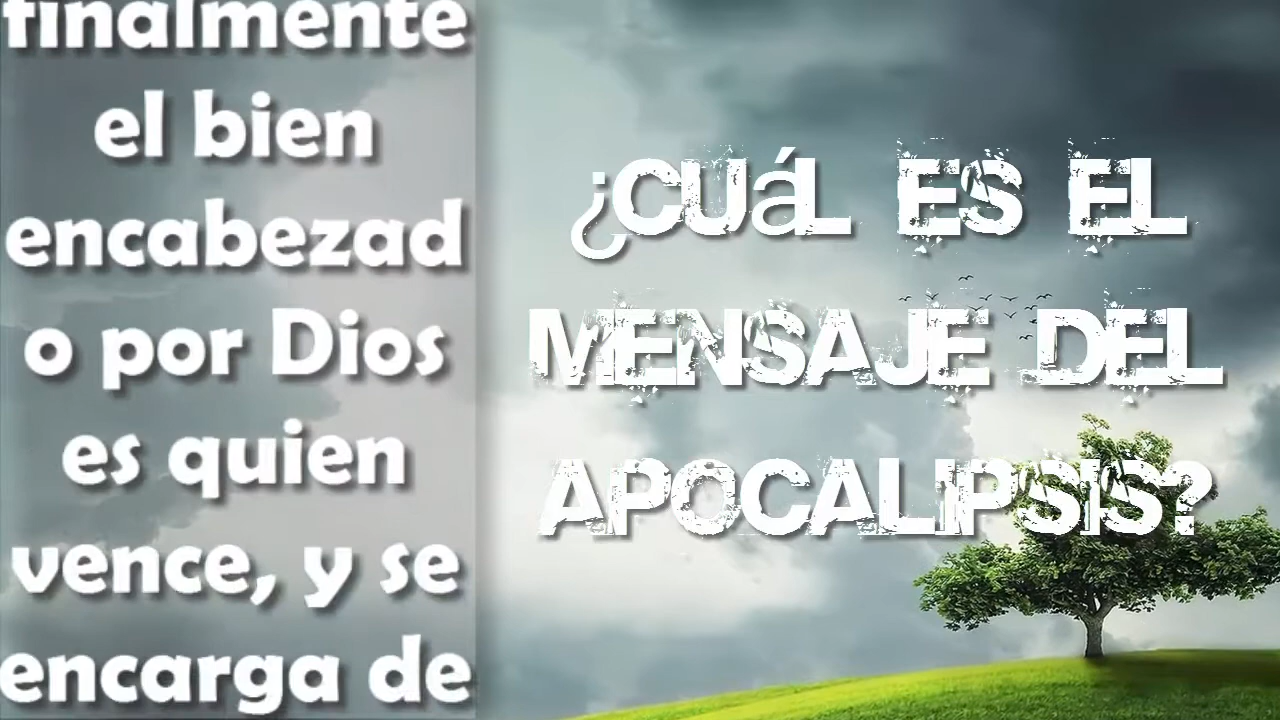 finalmente
el bien
encabezad
o por Dios
es quien
vence, y se
encarga de
¿CUáL ES EL
MENSAJE DEL
APOCALIPSIS?